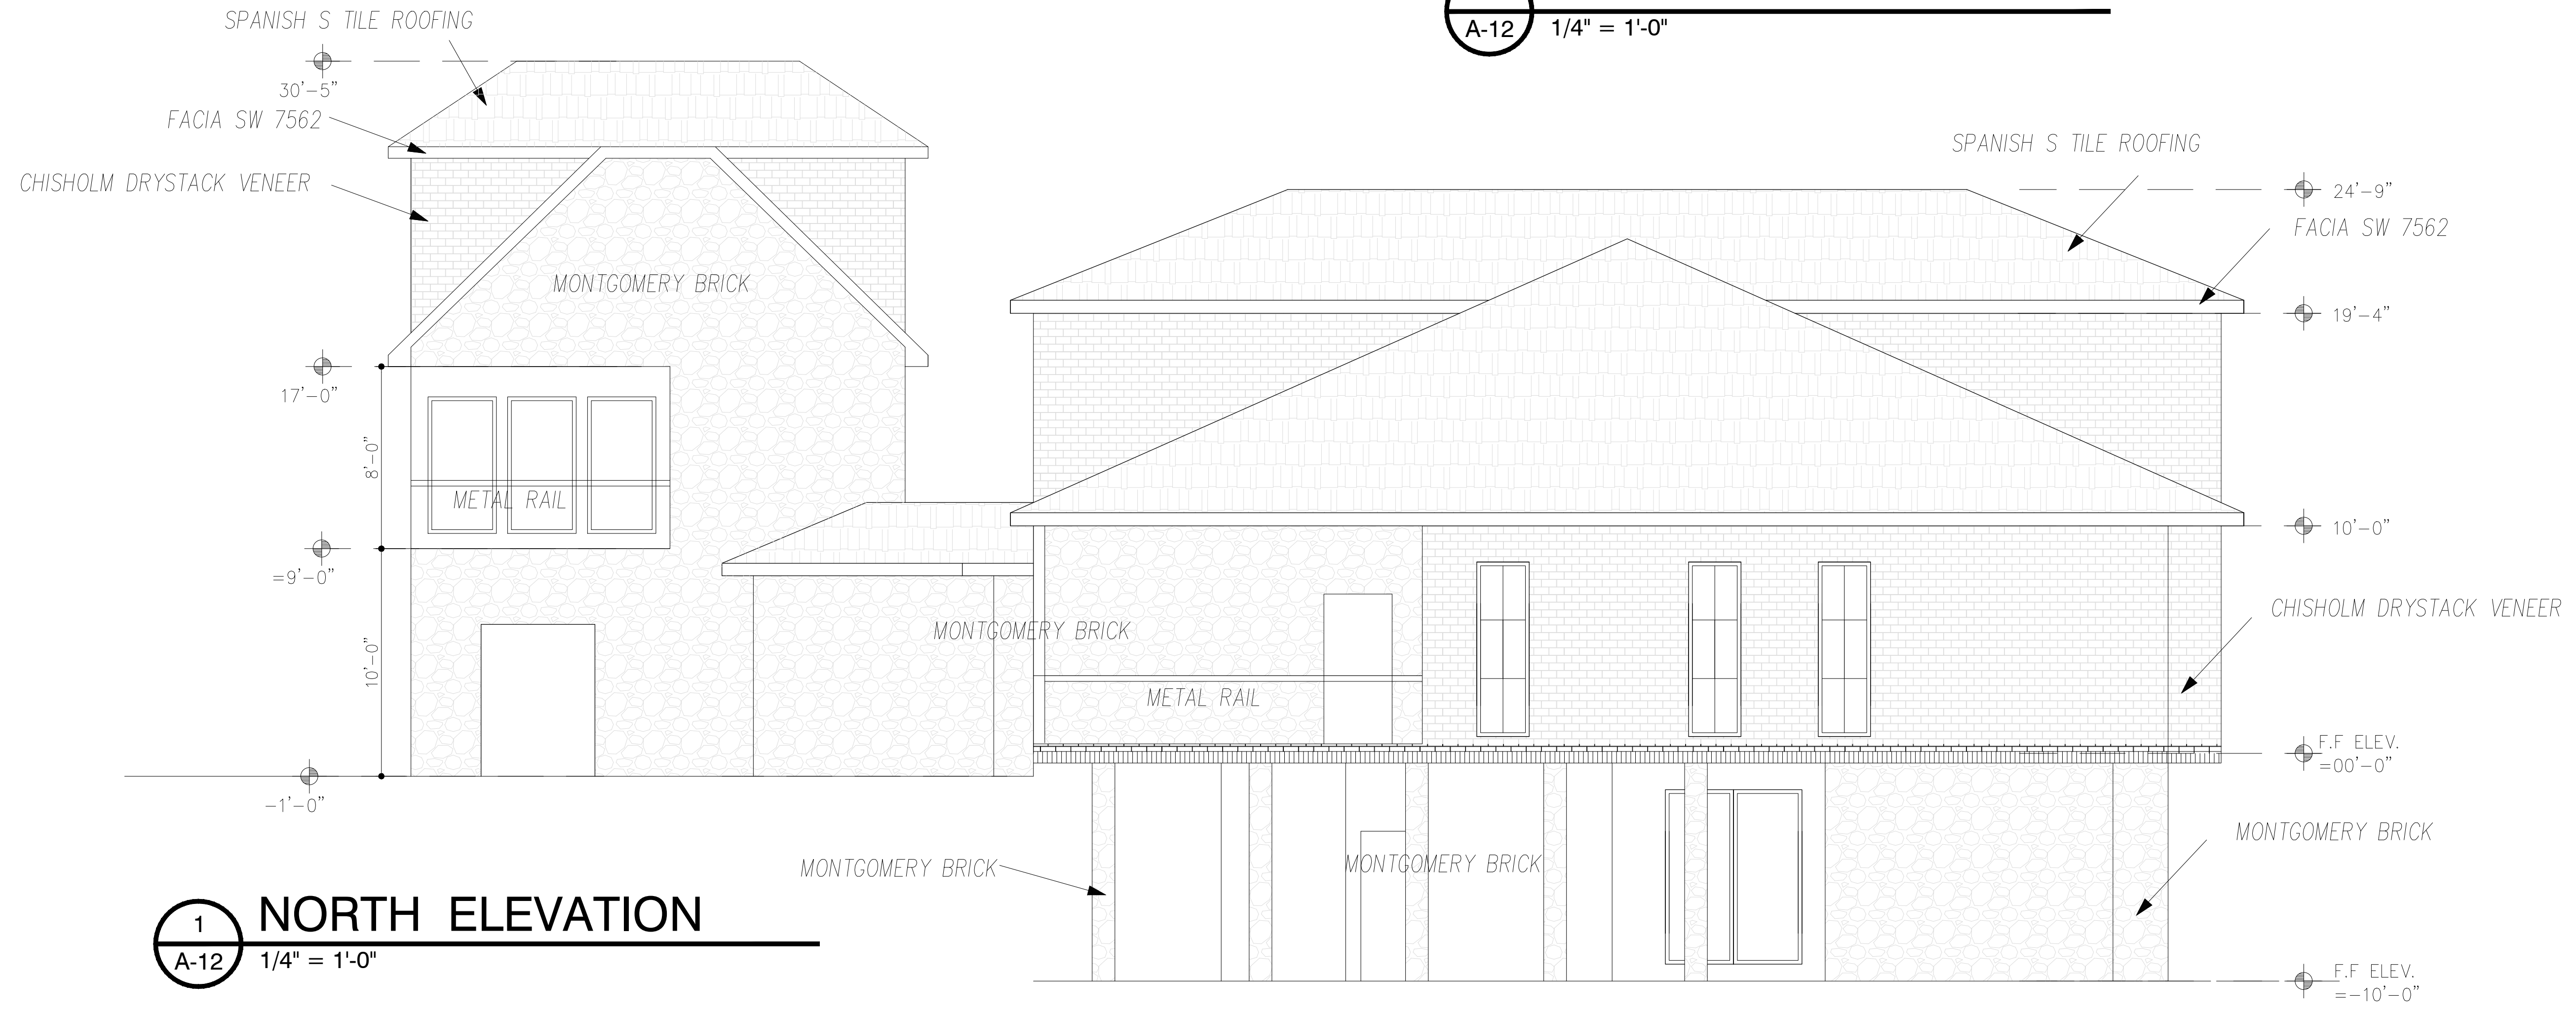 SPANISH S TILE ROOFING
A-12
1/4" = 1'-0"
30'-5"
FACIA SW 7562
CHISHOLM DRYSTACK VENEER
SPANISH S TILE ROOFING
24'-9"
FACIA SW 7562
MONTGOMERY BRICK
19'-4"
17'-0"
8'-0"
METAL RAIL
10'-0"
=9'-0"
CHISHOLM DRYSTACK VENEER
MONTGOMERY BRICK
10'-0"
METAL RAIL
F.F ELEV.
=00'-0"
-1'-0"
MONTGOMERY BRICK
MONTGOMERY BRICK
MONTGOMERY BRICK
1
NORTH ELEVATION
A-12
1/4" = 1'-0"
F.F ELEV.
=-10'-0"